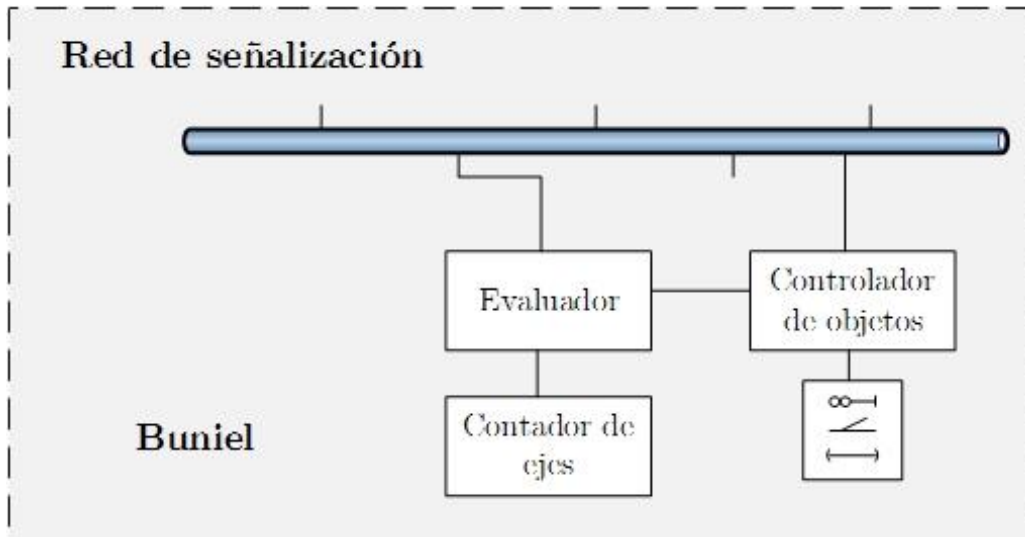 Red de señalización
Evaluador
Controlador
de objetos
Contador de
ejes
Buniel